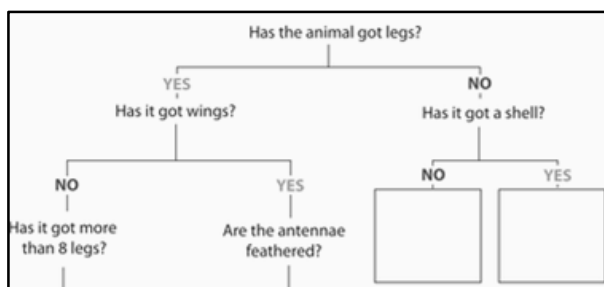 Has the animal got legs?
YES
NO
Has it got wings?
Has it got a shell?
NO
YES
NO
YES
Has it got more
than 8 legs?
Are the antennae
feathered?